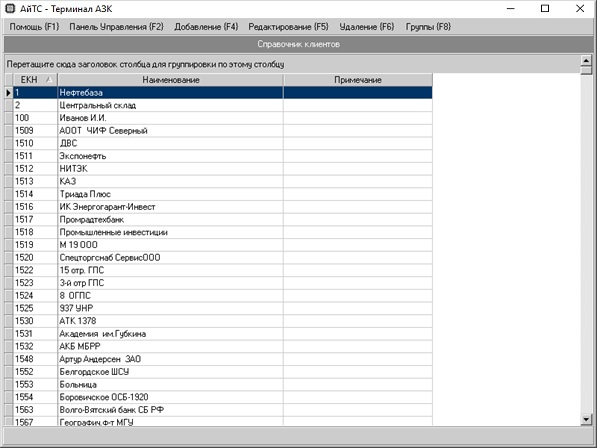 АйТС - Терминал АЗК
Помощь (F1) Панель Управления (F2) Добавление (F4) Редактирование (F5) Удаление (F6) Группы (F8)
Справочник клиентов
Перетащите сюда заголовок столбца для группировки по этому столбцу
ЕКН Наименование Примечание
1 Нефтебаза
2 Центральный склад
100 Иванов И.И.
1509 АООТ ЧИФ Северный
1510 ДВС
1511 Экспонефть
1512 НИТЭК
1513 КАЗ
1514 Триада Плюс
1516 ИК Энергогарант-Инвест
1517 Промрадтехбанк
1518 Промышленные инвестиции
1519 М 19 ООО
1520 Спецторгснаб СервисООО
1522 15 отр. ГПС
1523 3-й отр ГПС
1524 8 ОГПС
1525 937 УНР
1530 АТК 1378
1531 Академия им.Губкина
1532 АКБ МБРР
1548 Артур Андерсен ЗАО
1552 Белгордское ШСУ
1553 Больница
1554 Боровичское ОСБ-1920
1563 Волго-Вятский банк СБ РФ
1567 Географич.ф-т МГУ